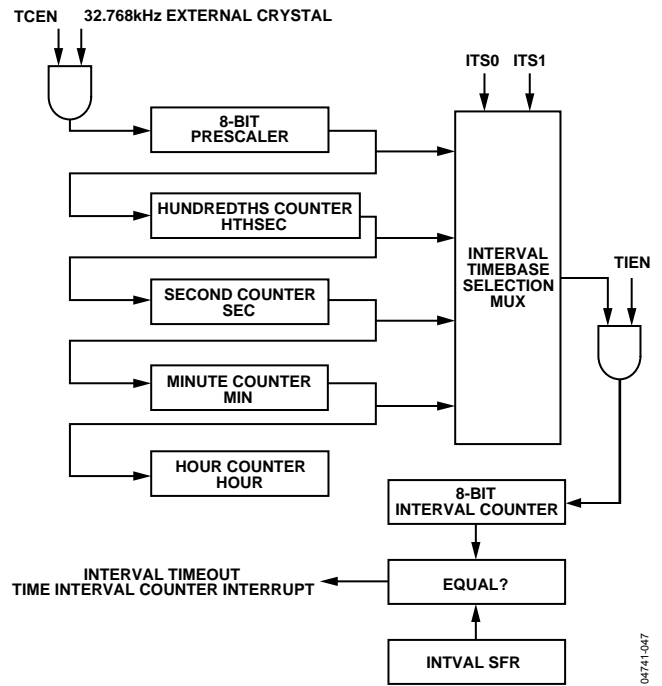 TCEN 32.768kHz EXTERNAL CRYSTAL
ITS0 ITS1
8-BIT
PRESCALER
HUNDREDTHS COUNTER
HTHSEC
INTERVAL
TIMEBASE
SELECTION
MUX
TIEN
SECOND COUNTER
SEC
MINUTE COUNTER
MIN
HOUR COUNTER
HOUR
8-BIT
INTERVAL COUNTER
INTERVAL TIMEOUT
TIME INTERVAL COUNTER INTERRUPT
EQUAL?
INTVAL SFR
04741-047